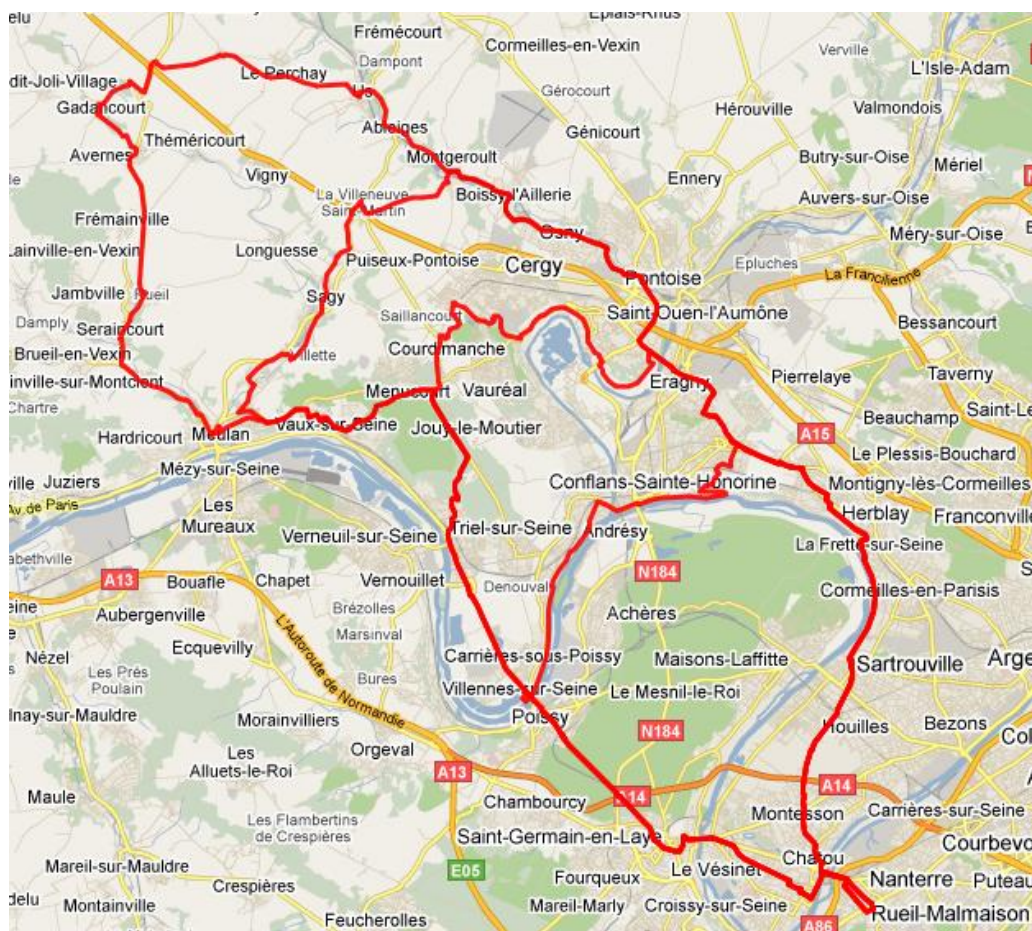 Frémécourt
Cormeilles-en-Vexin
Verville
Dampont
L'Isle-Adam
Le Perchay
Us
Gadancourt
Gérocourt
Hérouville
Valmondois
Ableiges
Génicourt
Théméricourt
Avernes
Montgeroult
Butry-sur-Oise
Mériel
Vigny
Ennery
La Villeneuve
Saint-Martin
Boissy-l'Aillerie
Auvers-sur-Oise
Frémainville
Osny
Méry-sur-Oise
Longuesse
Puiseux-Pontoise
Cergy
Epluches
La Francilienne
Pontoise
Jambville
Rueil
Sagy
Saillancourt
Saint-Ouen-l'Aumône
Damply
Seraincourt
Bessancourt
Brueil-en-Vexin
Courdimanche
Menucourt
Vauréal
Eragny
Pierrelaye
Taverny
Chartre
Beauchamp
Hardricourt
Meulan
Vaux-sur-Seine
Jouy-le-Moutier
A15
Le Plessis-Bouchard
Mézy-sur-Seine
Juziers
Conflans-Sainte-Honorine
Montigny-lès-Cormeilles
Av de Paris
Les
Mureaux
Herblay
Franconville
Verneuil-sur-Seine
Triel-sur-Seine
Andrésy
La Frette-sur-Seine
A13
Bouafle
Chapet
Vernouillet
Denouval
N184
Cormeilles-en-Parisis
Aubergenville
Brézolles
Achères
Ecquevilly
Marsinval
L'Autoroute de Normandie
Carrières-sous-Poissy
Maisons-Laffitte
Sartrouville
Nézel
Les Prés
Poulain
Bures
Villennes-sur-Seine
Le Mesnil-le-Roi
Poissy
Morainvilliers
Houilles
Bezons
Orgeval
N184
Les
Alluets-le-Roi
A13
A14
A14
Maule
Chambourcy
Montesson
Carrières-sur-Seine
Les Flambertins
de Crespières
Saint-Germain-en-Laye
Mareil-sur-Mauldre
E05
Le Vésinet
Chatou
Nanterre
Crespières
Fourqueux
Montainville
Mareil-Marly
Croissy-sur-Seine
Feucherolles
A86
Rueil-Malmaison